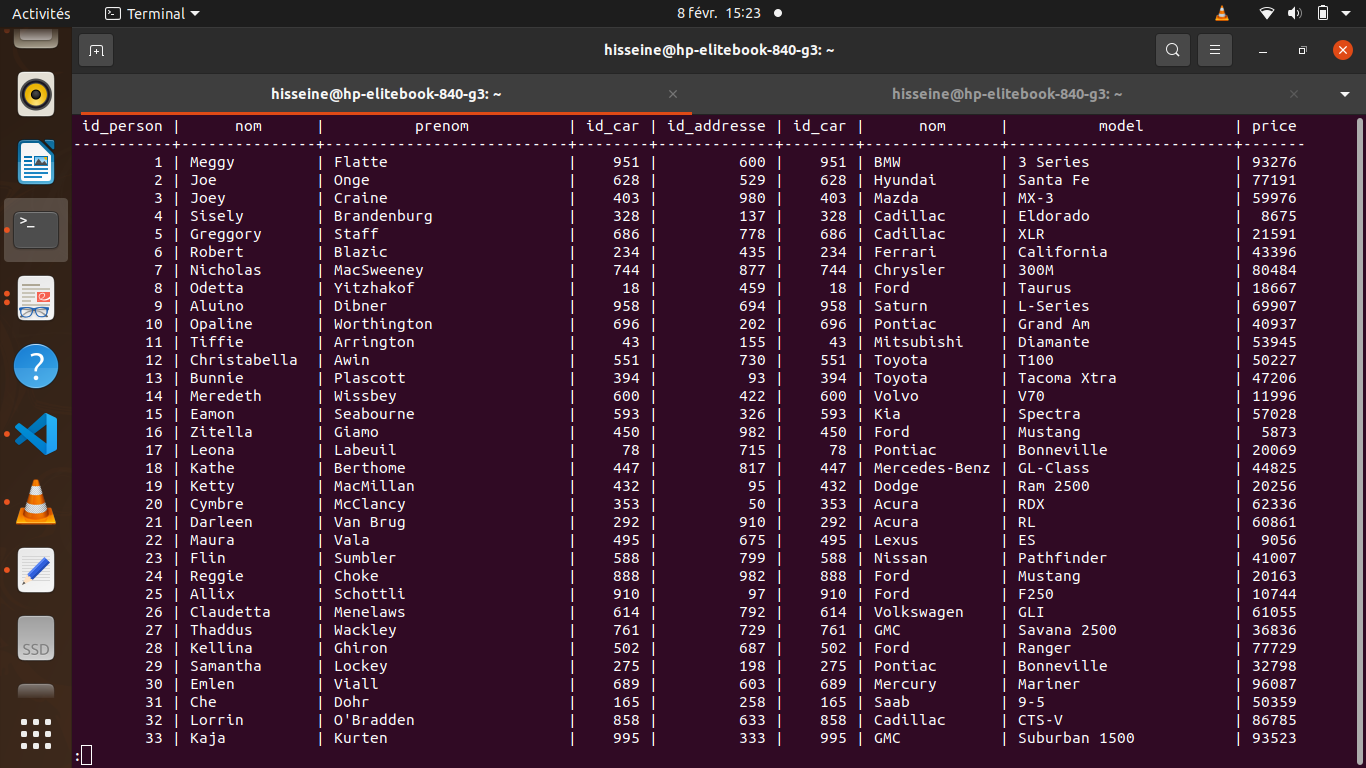 Activités Terminal 8 févr. 15:23
hisseine@hp-elitebook-840-g3: ~
hisseine@hp-elitebook-840-g3: ~ × hisseine@hp-elitebook-840-g3: ~ ×
id_person | nom | prenom | id_car | id_addresse | id_car | nom | model | price
-----------+---------------+---------------------------+--------+-------------+--------+---------------+-------------------------+-------
1 | Meggy | Flatte | 951 | 600 | 951 | BMW | 3 Series | 93276
2 | Joe | Onge | 628 | 529 | 628 | Hyundai | Santa Fe | 77191
3 | Joey | Craine | 403 | 980 | 403 | Mazda | MX-3 | 59976
4 | Sisely | Brandenburg | 328 | 137 | 328 | Cadillac | Eldorado | 8675
5 | Greggory | Staff | 686 | 778 | 686 | Cadillac | XLR | 21591
6 | Robert | Blazic | 234 | 435 | 234 | Ferrari | California | 43396
7 | Nicholas | MacSweeney | 744 | 877 | 744 | Chrysler | 300M | 80484
8 | Odetta | Yitzhakof | 18 | 459 | 18 | Ford | Taurus | 18667
9 | Aluino | Dibner | 958 | 694 | 958 | Saturn | L-Series | 69907
10 | Opaline | Worthington | 696 | 202 | 696 | Pontiac | Grand Am | 40937
11 | Tiffie | Arrington | 43 | 155 | 43 | Mitsubishi | Diamante | 53945
12 | Christabella | Awin | 551 | 730 | 551 | Toyota | T100 | 50227
13 | Bunnie | Plascott | 394 | 93 | 394 | Toyota | Tacoma Xtra | 47206
14 | Meredeth | Wissbey | 600 | 422 | 600 | Volvo | V70 | 11996
15 | Eamon | Seabourne | 593 | 326 | 593 | Kia | Spectra | 57028
16 | Zitella | Giamo | 450 | 982 | 450 | Ford | Mustang | 5873
17 | Leona | Labeuil | 78 | 715 | 78 | Pontiac | Bonneville | 20069
18 | Kathe | Berthome | 447 | 817 | 447 | Mercedes-Benz | GL-Class | 44825
19 | Ketty | MacMillan | 432 | 95 | 432 | Dodge | Ram 2500 | 20256
20 | Cymbre | McClancy | 353 | 50 | 353 | Acura | RDX | 62336
21 | Darleen | Van Brug | 292 | 910 | 292 | Acura | RL | 60861
22 | Maura | Vala | 495 | 675 | 495 | Lexus | ES | 9056
23 | Flin | Sumbler | 588 | 799 | 588 | Nissan | Pathfinder | 41007
24 | Reggie | Choke | 888 | 982 | 888 | Ford | Mustang | 20163
25 | Allix | Schottli | 910 | 97 | 910 | Ford | F250 | 10744
26 | Claudetta | Menelaws | 614 | 792 | 614 | Volkswagen | GLI | 61055
27 | Thaddus | Wackley | 761 | 729 | 761 | GMC | Savana 2500 | 36836
28 | Kellina | Ghiron | 502 | 687 | 502 | Ford | Ranger | 77729
29 | Samantha | Lockey | 275 | 198 | 275 | Pontiac | Bonneville | 32798
30 | Emlen | Viall | 689 | 603 | 689 | Mercury | Mariner | 96087
31 | Che | Dohr | 165 | 258 | 165 | Saab | 9-5 | 50359
32 | Lorrin | O'Bradden | 858 | 633 | 858 | Cadillac | CTS-V | 86785
33 | Kaja | Kurten | 995 | 333 | 995 | GMC | Suburban 1500 | 93523
:
SSD